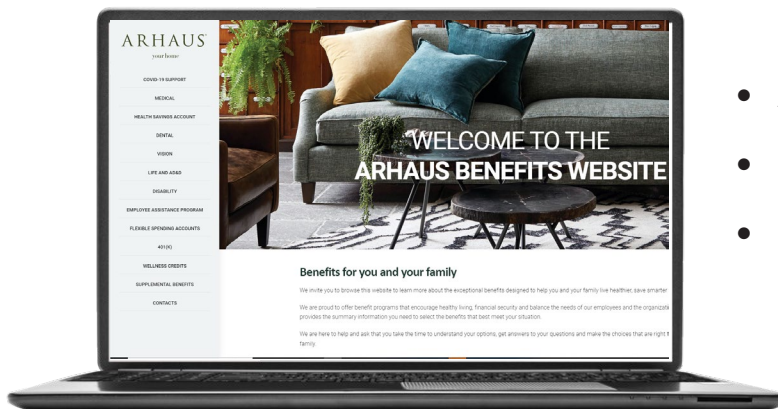 ARHAUS
your home
COVID-19 SUPPORT
MEDICAL
HEALTH SAVINGS ACCOUNT
DENTAL
VISION
LIFE AND AD&D
DISABILITY
EMPLOYEE ASSISTANCE PROGRAM
FLEXIBLE SPENDING ACCOUNTS
401(K)
WELLNESS CREDITS
SUPPLEMENTAL BENEFITS
CONTACTS
WELCOME TO THE
ARHAUS BENEFITS WEBSITE
Benefits for you and your family
We invite you to browse this website to learn more about the exceptional benefits designed to help you and your family live healthier, save smarter
We are proud to offer benefit programs that encourage healthy living, financial security and balance the needs of our employees and the
provides the summary information you need to select the benefits that best meet your situation.
We are here to help and ask that you take the time to understand your options, get answers to your questions and make the choices that are right
family.